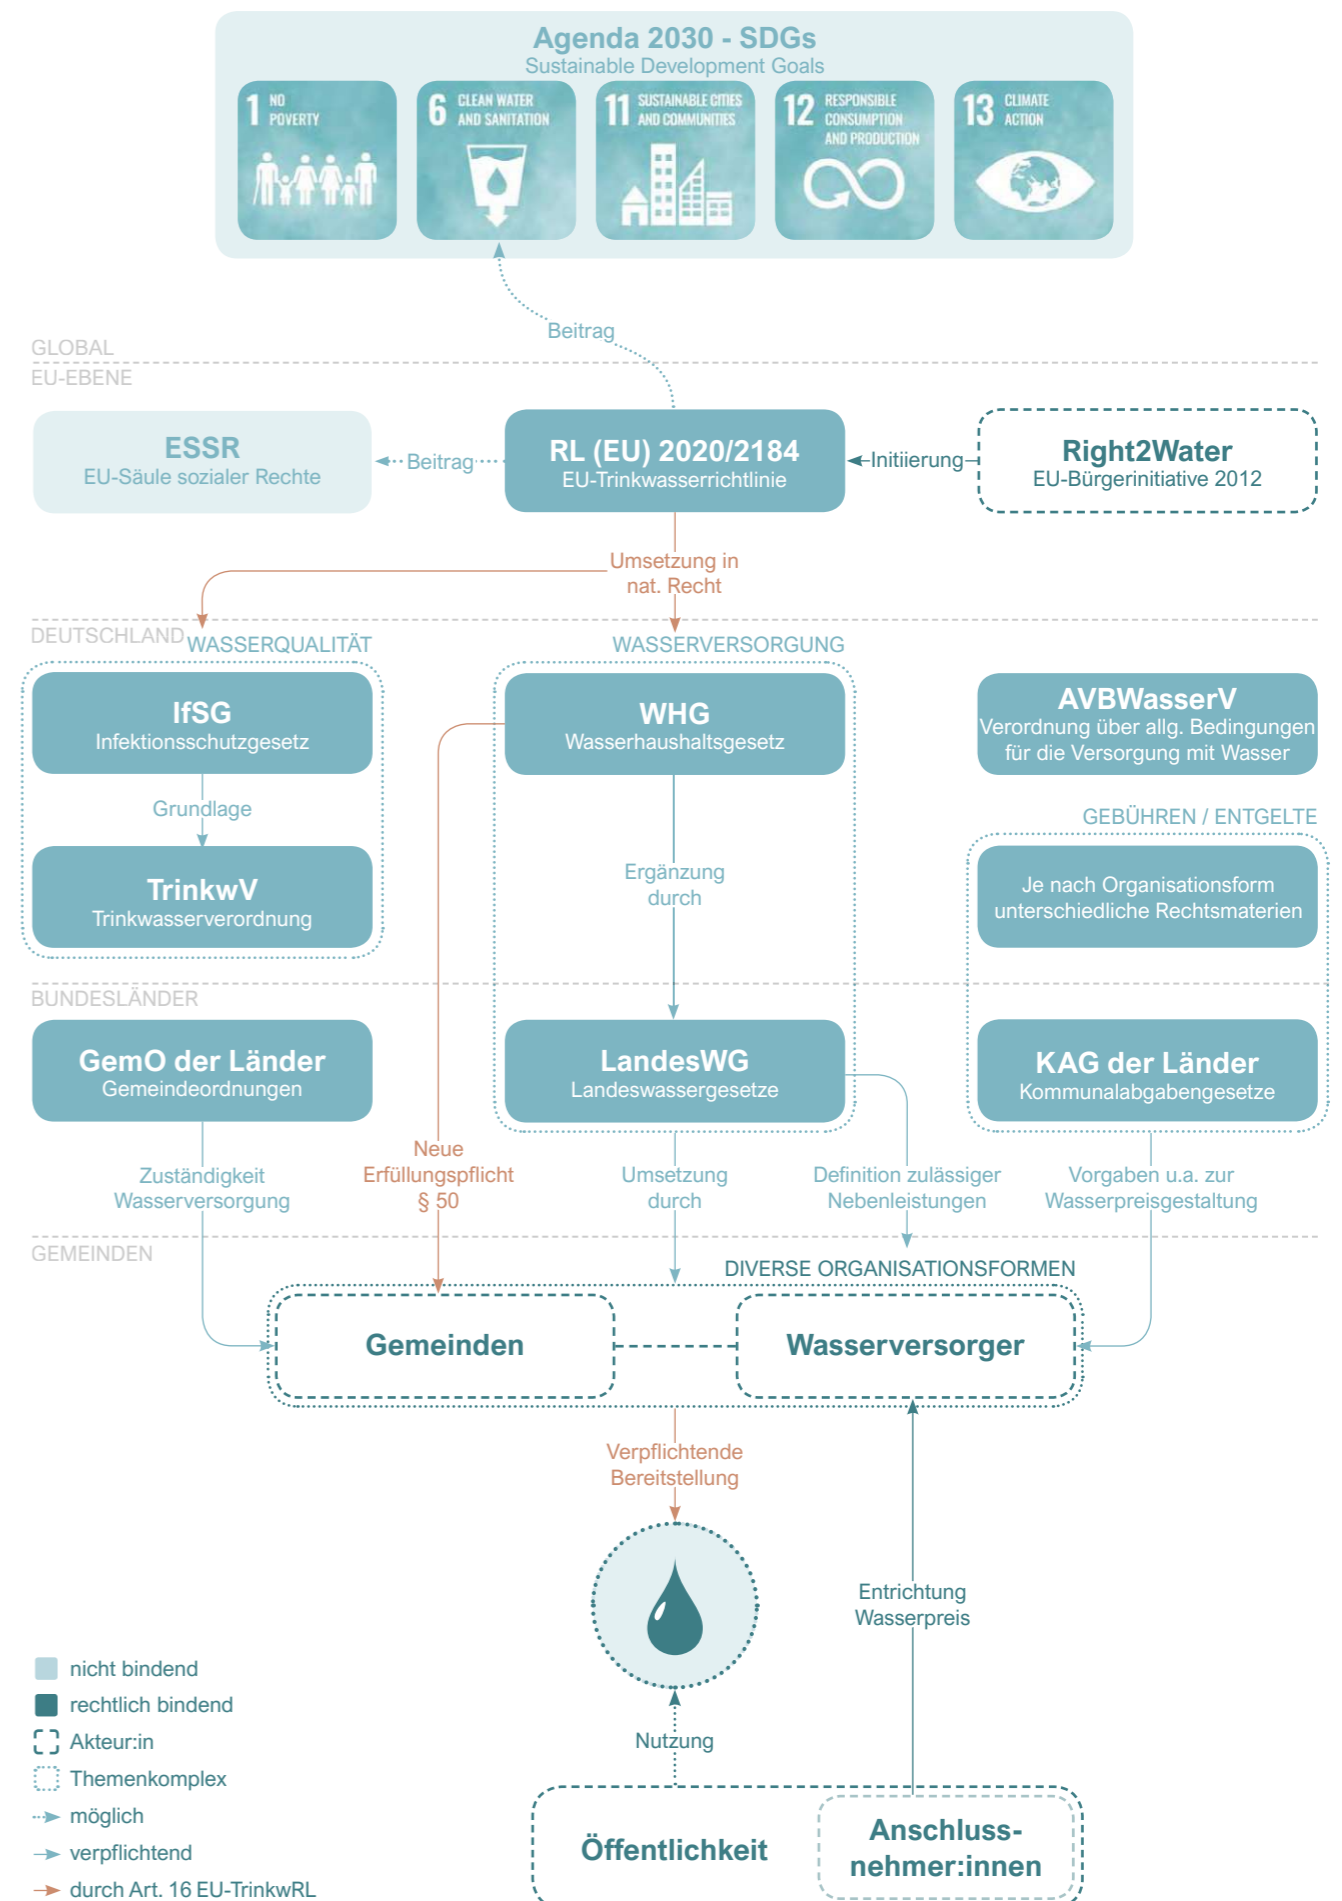 Agenda 2030 - SDGs
Sustainable Development Goals
1 NO
POVERTY
6 CLEAN WATER
AND SANITATION
11 SUSTAINABLE CITIES
AND COMMUNITIES
12 RESPONSIBLE
CONSUMPTION
AND PRODUCTION
13 CLIMATE
ACTION
Beitrag
GLOBAL
EU-EBENE
ESSR
EU-Säule sozialer Rechte
Beitrag
RL (EU) 2020/2184
EU-Trinkwasserrichtlinie
Initiierung
Right2Water
EU-Bürgerinitiative 2012
Umsetzung in
nat. Recht
DEUTSCHLAND
WASSERQUALITÄT
WASSERVERSORGUNG
IfSG
Infektionsschutzgesetz
WHG
Wasserhaushaltsgesetz
AVBWasserV
Verordnung über allg. Bedingungen
für die Versorgung mit Wasser
Grundlage
GEBÜHREN / ENTGELTE
TrinkwV
Trinkwasserverordnung
Ergänzung
durch
Je nach Organisationsform
unterschiedliche Rechtsmaterien
BUNDESLÄNDER
GemO der Länder
Gemeindeordnungen
LandesWG
Landeswassergesetze
KAG der Länder
Kommunalabgabengesetze
Zuständigkeit
Wasserversorgung
Neue
Erfüllungspflicht
§ 50
Umsetzung
durch
Definition zulässiger
Nebenleistungen
Vorgaben u.a. zur
Wasserpreisgestaltung
GEMEINDEN
DIVERSE ORGANISATIONSFORMEN
Gemeinden
Wasserversorger
Verpflichtende
Bereitstellung
Entrichtung
Wasserpreis
nicht bindend
rechtlich bindend
Akteur:in
Themenkomplex
möglich
verpflichtend
durch Art. 16 EU-TrinkwRL
Nutzung
Öffentlichkeit
Anschluss-
nehmer:innen